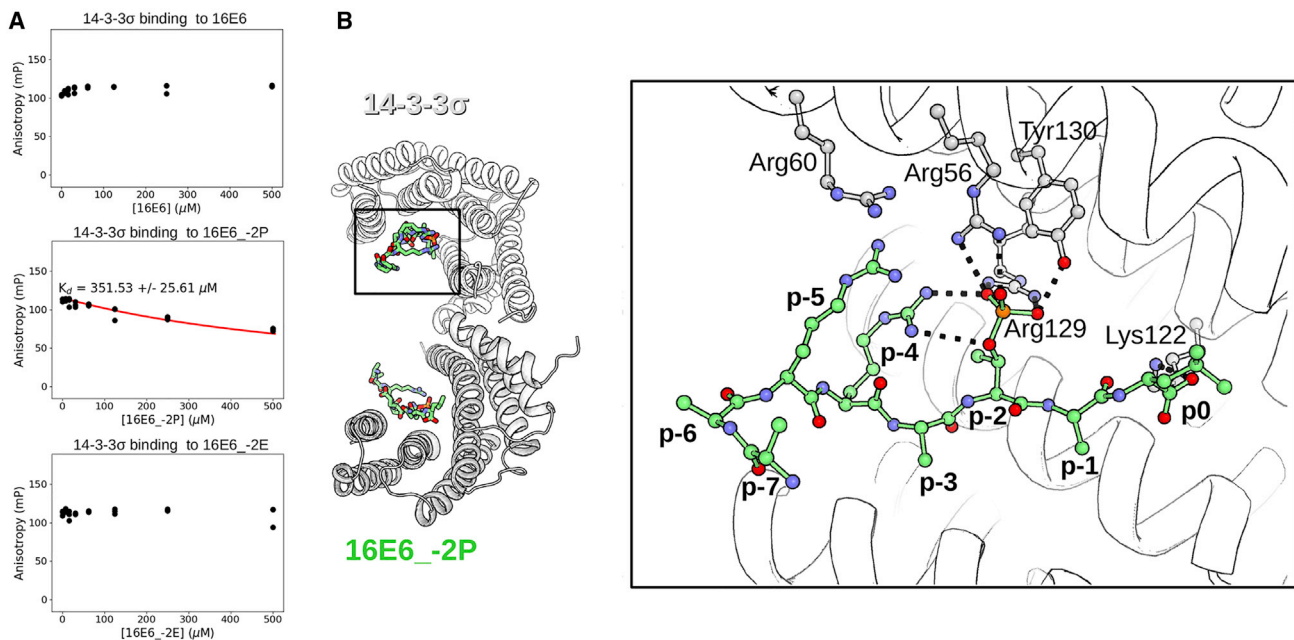 A
14-3-3σ binding to 16E6
Anisotropy (mP)
150
100
50
0
0 100 200 300 400 500
[16E6] (μM)
14-3-3σ binding to 16E6_-2P
Anisotropy (mP)
150
100
50
0
K_d = 351.53 +/- 25.61 μM
0 100 200 300 400 500
[16E6_-2P] (μM)
14-3-3σ binding to 16E6_-2E
Anisotropy (mP)
150
100
50
0
0 100 200 300 400 500
[16E6_-2E] (μM)
B
14-3-3σ
16E6_-2P
Tyr130
Arg60
Arg56
p-5
p-4
Arg129
Lys122
p-6
p-2
p0
p-7
p-3
p-1